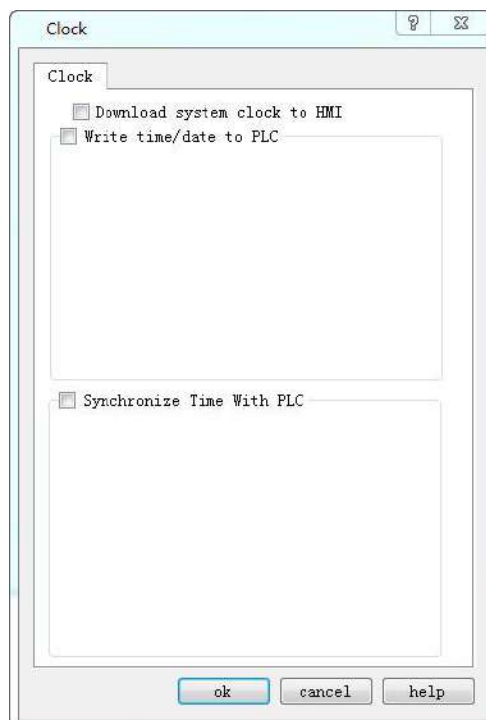 Clock
Clock
Download system clock to HMI
Write time/date to PLC
Synchronize Time With PLC
ok cancel help